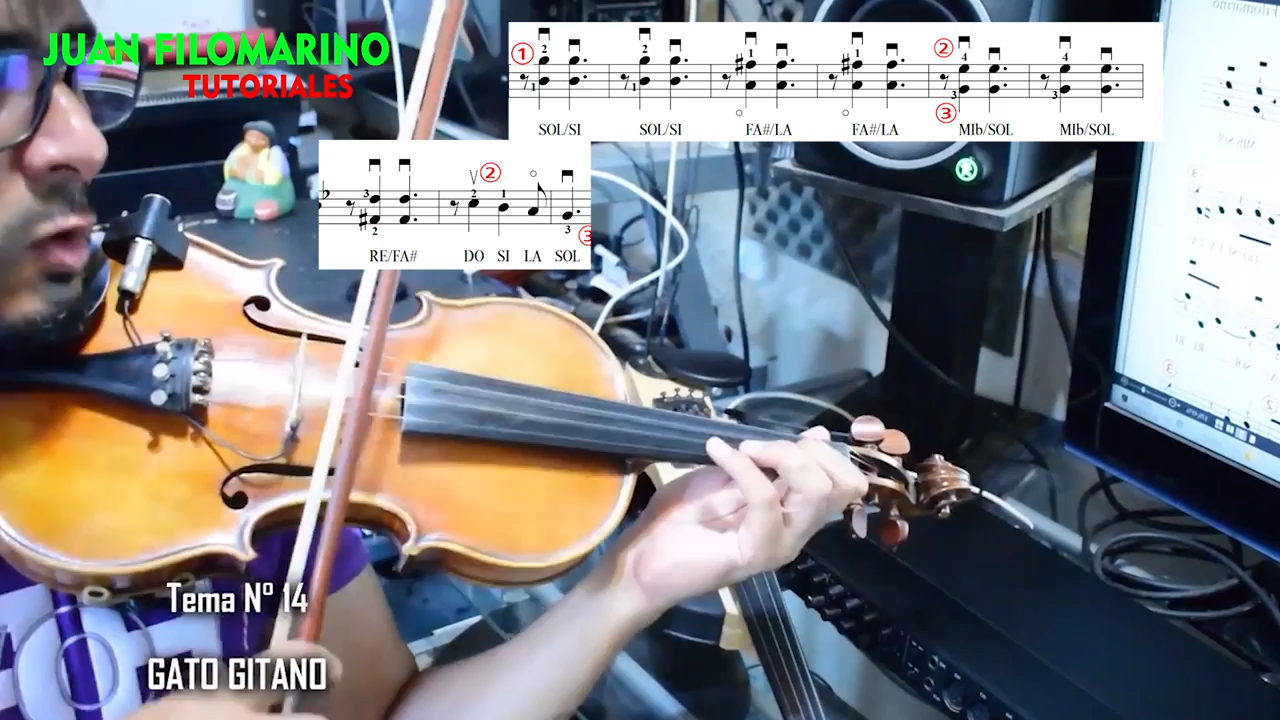 JUAN FILOMARINO
TUTORIALES
SOL/SI SOL/SI FA#/LA FA#/LA MIb/SOL MIb/SOL
RE/FA# DO SI LA SOL
Tema Nº 14
GATO GITANO